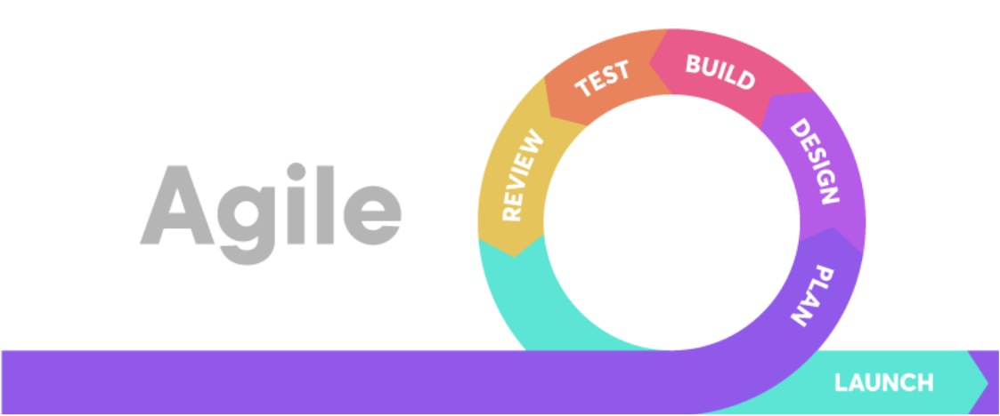 Agile
PLAN
DESIGN
BUILD
TEST
REVIEW
LAUNCH